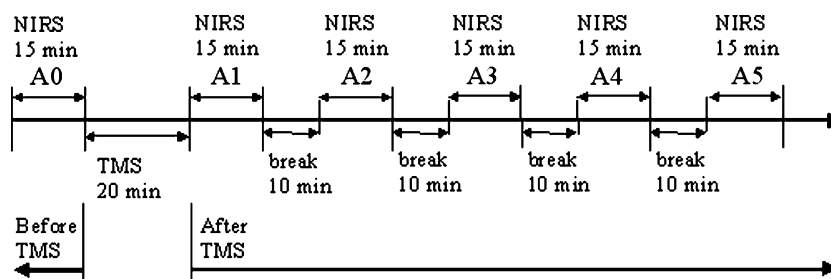 NIRS
15 min
A0
NIRS
15 min
A1
NIRS
15 min
A2
NIRS
15 min
A3
NIRS
15 min
A4
NIRS
15 min
A5
TMS
20 min
break
10 min
break
10 min
break
10 min
break
10 min
Before
TMS
After
TMS